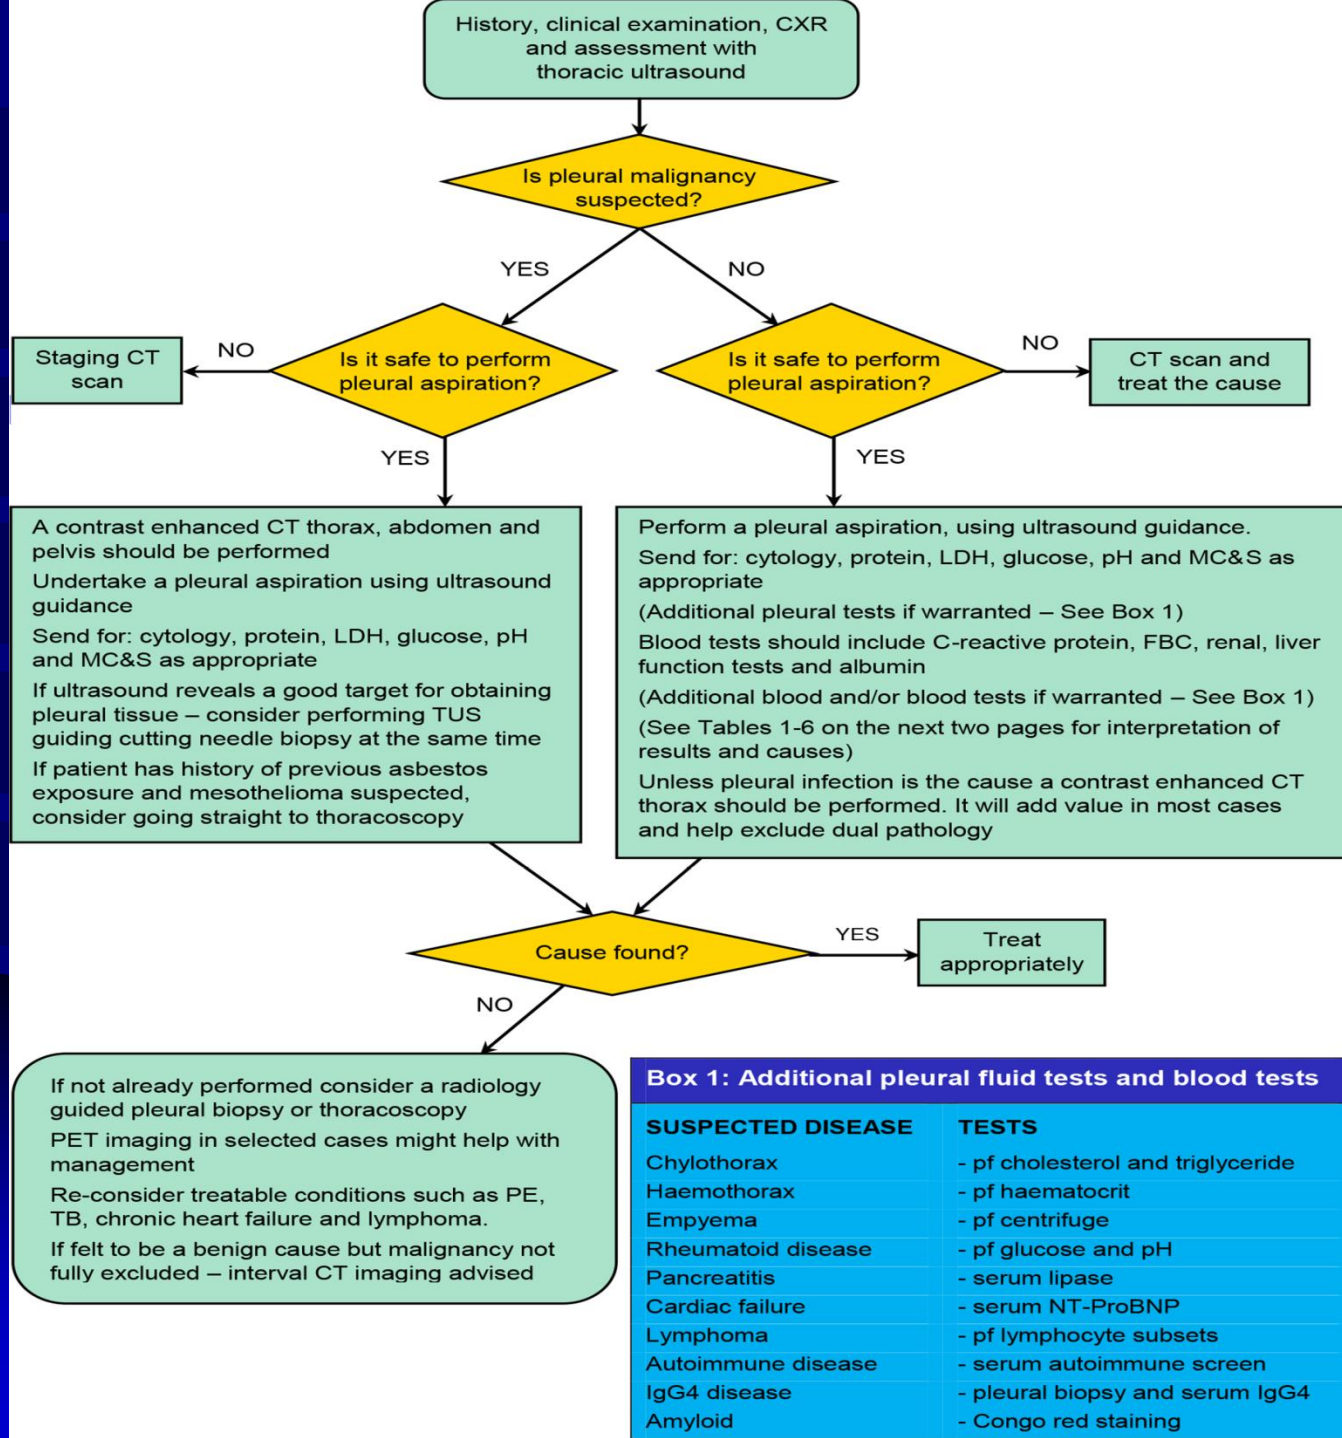 History, clinical examination, CXR
and assessment with
thoracic ultrasound
Is pleural malignancy
suspected?
YES
NO
Staging CT
scan
NO
Is it safe to perform
pleural aspiration?
Is it safe to perform
pleural aspiration?
NO
CT scan and
treat the cause
YES
YES
A contrast enhanced CT thorax, abdomen and
pelvis should be performed
Undertake a pleural aspiration using ultrasound
guidance
Send for: cytology, protein, LDH, glucose, pH
and MC&S as appropriate
If ultrasound reveals a good target for obtaining
pleural tissue – consider performing TUS
guiding cutting needle biopsy at the same time
If patient has history of previous asbestos
exposure and mesothelioma suspected,
consider going straight to thoracoscopy
Perform a pleural aspiration, using ultrasound guidance.
Send for: cytology, protein, LDH, glucose, pH and MC&S as
appropriate
(Additional pleural tests if warranted – See Box 1)
Blood tests should include C-reactive protein, FBC, renal, liver
function tests and albumin
(Additional blood and/or blood tests if warranted – See Box 1)
(See Tables 1-6 on the next two pages for interpretation of
results and causes)
Unless pleural infection is the cause a contrast enhanced CT
thorax should be performed. It will add value in most cases
and help exclude dual pathology
Cause found?
YES
Treat
appropriately
NO
If not already performed consider a radiology
guided pleural biopsy or thoracoscopy
PET imaging in selected cases might help with
management
Re-consider treatable conditions such as PE,
TB, chronic heart failure and lymphoma.
If felt to be a benign cause but malignancy not
fully excluded – interval CT imaging advised
Box 1: Additional pleural fluid tests and blood tests
SUSPECTED DISEASE TESTS
Chylothorax - pf cholesterol and triglyceride
Haemothorax - pf haematocrit
Empyema - pf centrifuge
Rheumatoid disease - pf glucose and pH
Pancreatitis - serum lipase
Cardiac failure - serum NT-ProBNP
Lymphoma - pf lymphocyte subsets
Autoimmune disease - serum autoimmune screen
IgG4 disease - pleural biopsy and serum IgG4
Amyloid - Congo red staining